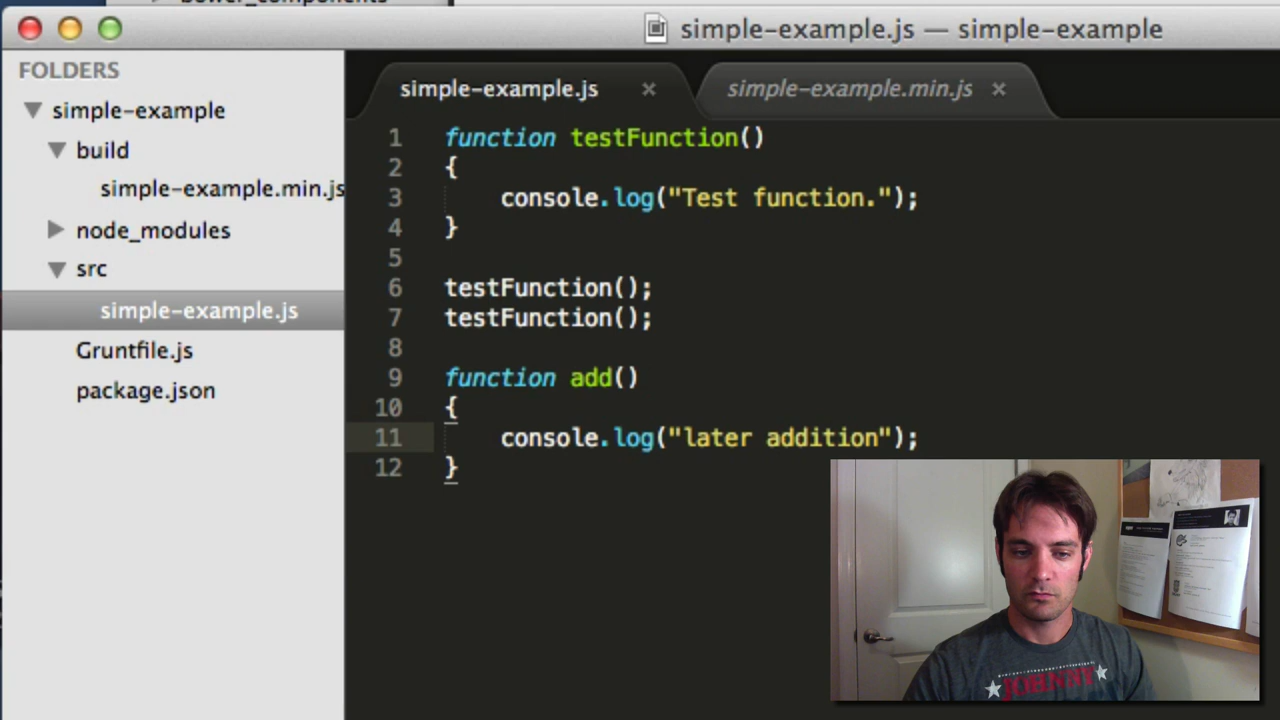 bower_components
simple-example.js — simple-example
FOLDERS
simple-example
build
simple-example.min.js
node_modules
src
simple-example.js
Gruntfile.js
package.json
simple-example.js ×
simple-example.min.js ×
1 function testFunction()
2 {
3 console.log("Test function.");
4 }
5
6 testFunction();
7 testFunction();
8
9 function add()
10 {
11 console.log("later addition");
12 }
JOHNNY